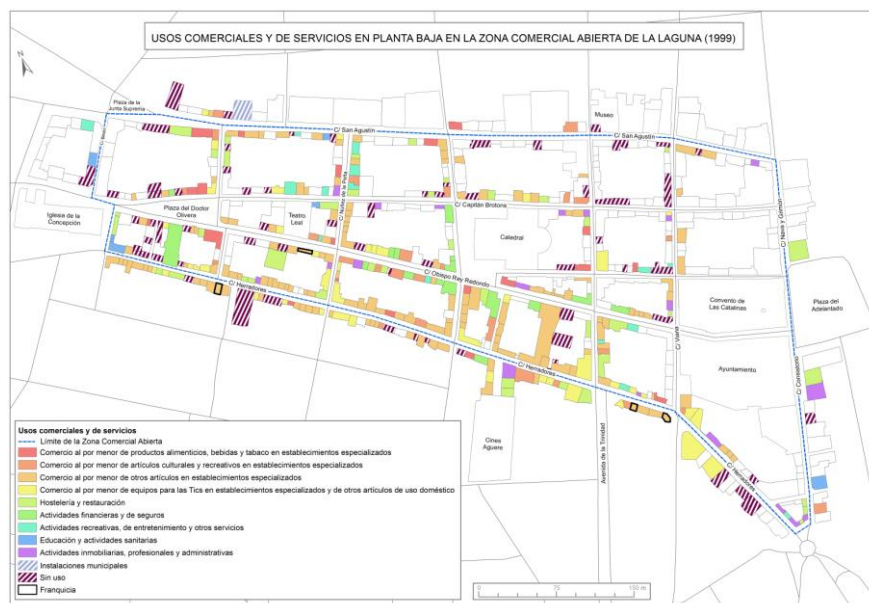 USOS COMERCIALES Y DE SERVICIOS EN PLANTA BAJA EN LA ZONA COMERCIAL ABIERTA DE LA LAGUNA (1999)
N
Plaza de la
Junta Suprema
Museo
C/ San Agustín
C/ San Agustín
C/ Núñez de la Peña
C/ Capitán Brotons
C/ Nava y Grimón
Iglesia de la
Concepción
Plaza del Doctor
Olivera
Teatro
Leal
Catedral
C/ Obispo Rey Redondo
C/ Herradores
Convento de
Las Catalinas
Plaza del
Adelantado
C/ Viana
Ayuntamiento
C/ Herradores
Cines
Aguere
Avenida de la Trinidad
C/ Herradores
Usos comerciales y de servicios
Límite de la Zona Comercial Abierta
Comercio al por menor de productos alimenticios, bebidas y tabaco en establecimientos especializados
Comercio al por menor de artículos culturales y recreativos en establecimientos especializados
Comercio al por menor de otros artículos en establecimientos especializados
Comercio al por menor de equipos para las Tics en establecimientos especializados y de otros artículos de uso doméstico
Hostelería y restauración
Actividades financieras y de seguros
Actividades recreativas, de entretenimiento y otros servicios
Educación y actividades sanitarias
Actividades inmobiliarias, profesionales y administrativas
Instalaciones municipales
Sin uso
Franquicia
0 75 150 m